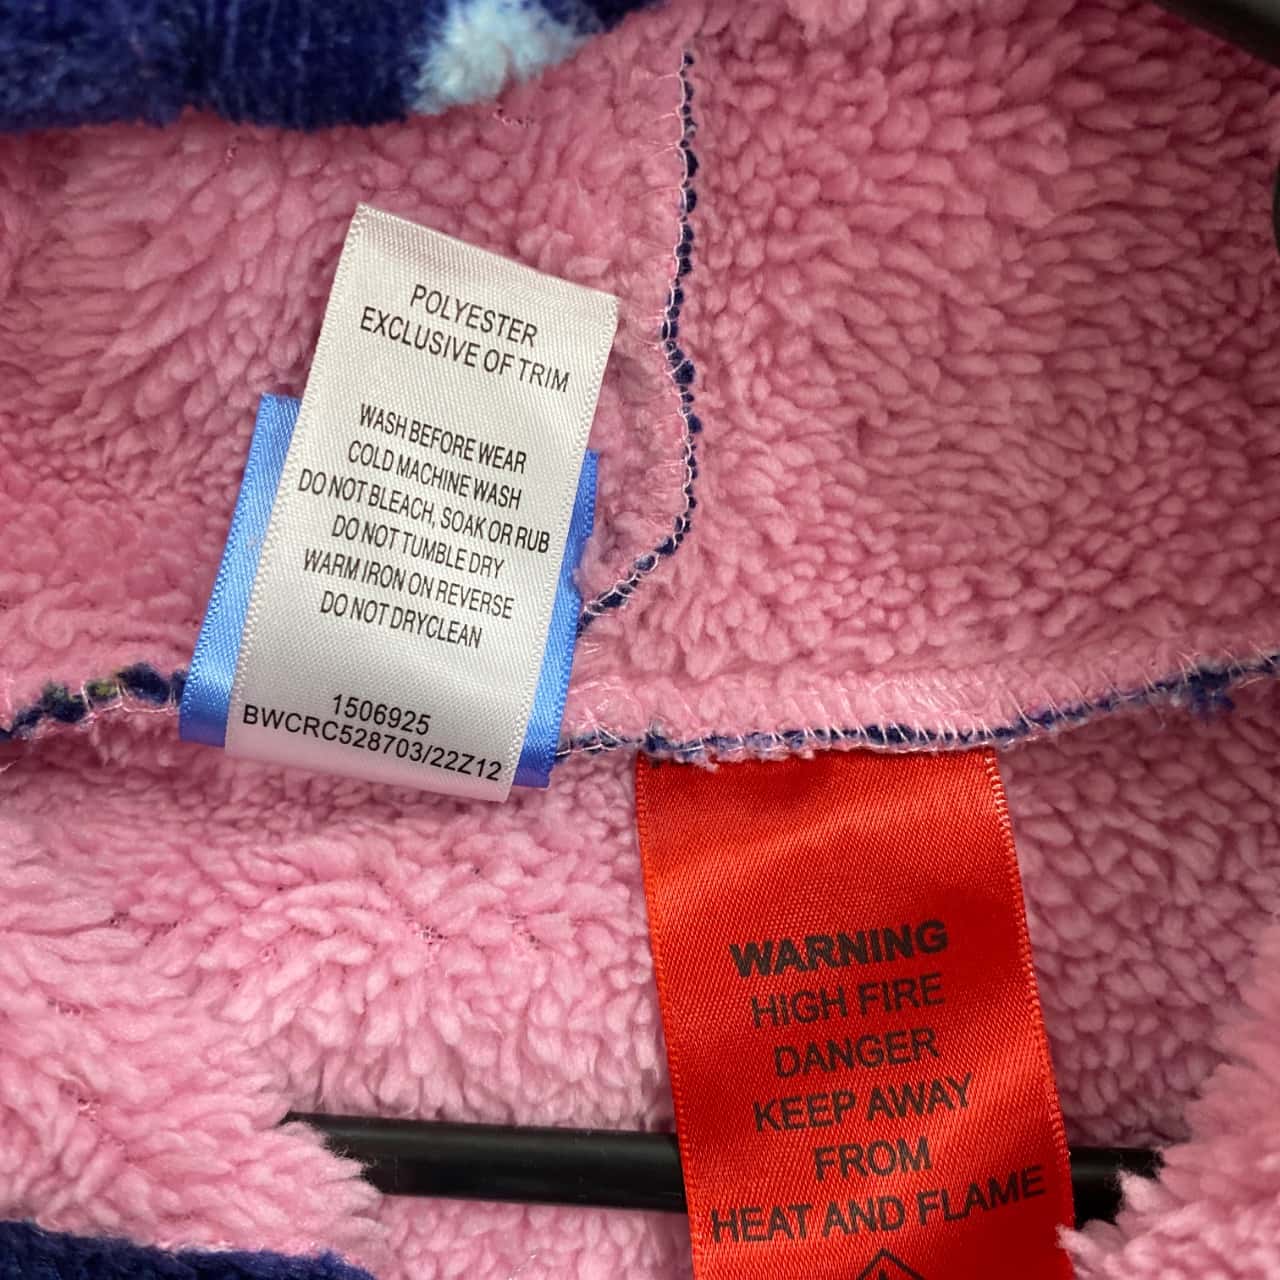 POLYESTER
EXCLUSIVE OF TRIM
WASH BEFORE WEAR
COLD MACHINE WASH
DO NOT BLEACH, SOAK OR RUB
DO NOT TUMBLE DRY
WARM IRON ON REVERSE
DO NOT DRYCLEAN
1506925
BWCRC528703/22Z12
WARNING
HIGH FIRE
DANGER
KEEP AWAY
FROM
HEAT AND FLAME